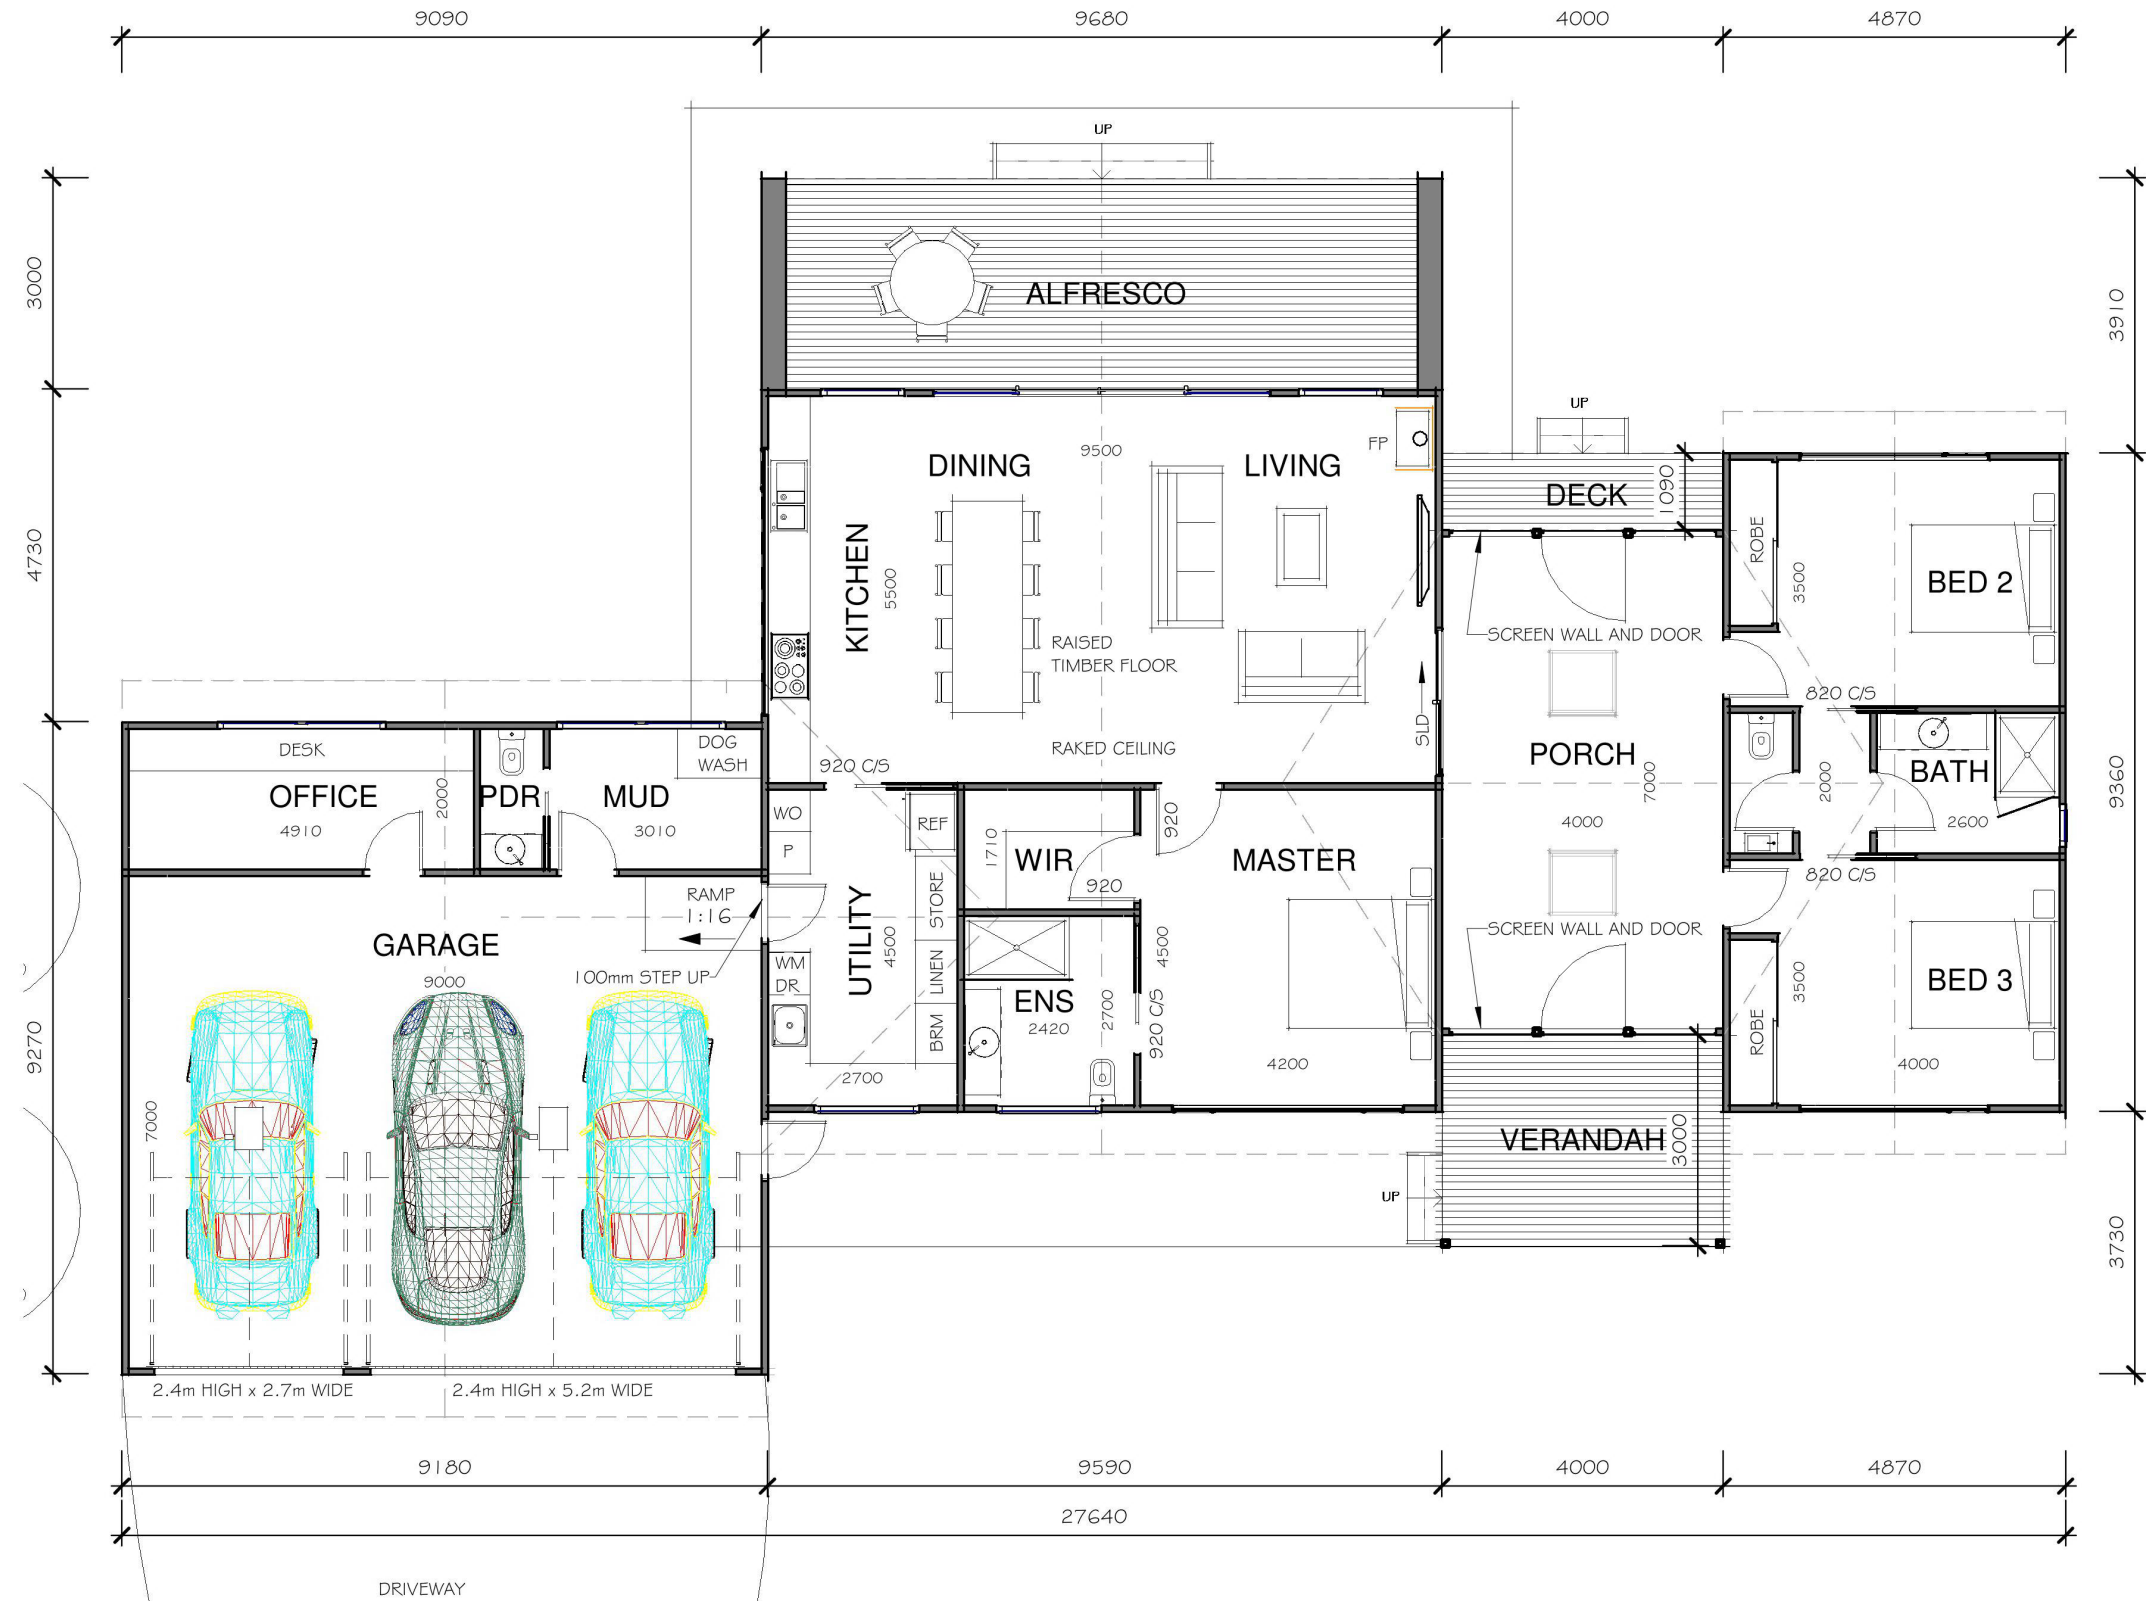 9090
9680
4000
4870
UP
3000
ALFRESCO
3910
UP
FP
DINING
9500
LIVING
DECK
1090
4730
KITCHEN
5500
ROBE
3500
BED 2
SCREEN WALL AND DOOR
RAISED
TIMBER FLOOR
820 C/S
SLD
DESK
DOG
WASH
920 C/S
RAKED CEILING
PORCH
7000
4000
OFFICE
4910
2000
PDR
MUD
3010
WO
P
REF
1710
WIR
920
920
MASTER
2000
BATH
2600
9360
820 C/S
RAMP
1:16
UTILITY
4500
STORE
LINEN
BRM
GARAGE
9000
100mm STEP UP
WM
DR
ENS
2420
2700
920 C/S
4500
SCREEN WALL AND DOOR
3500
BED 3
ROBE
4000
9270
7000
2700
4200
VERANDAH
3000
UP
3730
2.4m HIGH x 2.7m WIDE
2.4m HIGH x 5.2m WIDE
9180
9590
4000
4870
27640
DRIVEWAY